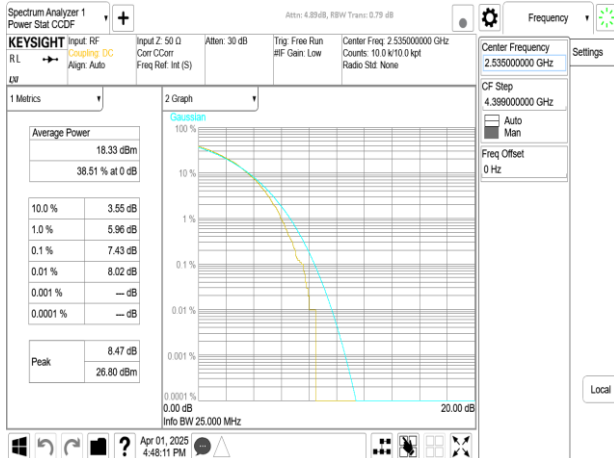 Spectrum Analyzer 1
Power Stat CCDF
Attn: 4.89dB, RBW Trans: 0.79 dB
Frequency
KEYSIGHT
RL
LXI
Input: RF
Coupling: DC
Align: Auto
Input Z: 50 Ω
Corr CCorr
Freq Ref: Int (S)
Atten: 30 dB
Trig: Free Run
#IF Gain: Low
Center Freq: 2.535000000 GHz
Counts: 10.0 k/10.0 kpt
Radio Std: None
Center Frequency
2.535000000 GHz
Settings
CF Step
4.399000000 GHz
Auto
Man
Freq Offset
0 Hz
Local
1 Metrics
Average Power
18.33 dBm
38.51 % at 0 dB
10.0 % 3.55 dB
1.0 % 5.96 dB
0.1 % 7.43 dB
0.01 % 8.02 dB
0.001 % --- dB
0.0001 % --- dB
Peak
8.47 dB
26.80 dBm
2 Graph
Gaussian
100 %
10 %
1 %
0.1 %
0.01 %
0.001 %
0.0001 %
0.00 dB 20.00 dB
Info BW 25.000 MHz
?
Apr 01, 2025
4:48:11 PM